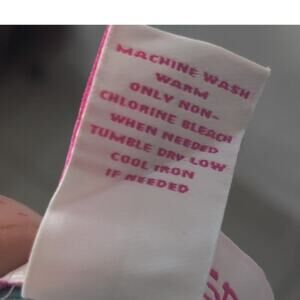 MACHINE WASH
WARM
ONLY NON-
CHLORINE BLEACH
WHEN NEEDED
TUMBLE DRY LOW
COOL IRON
IF NEEDED